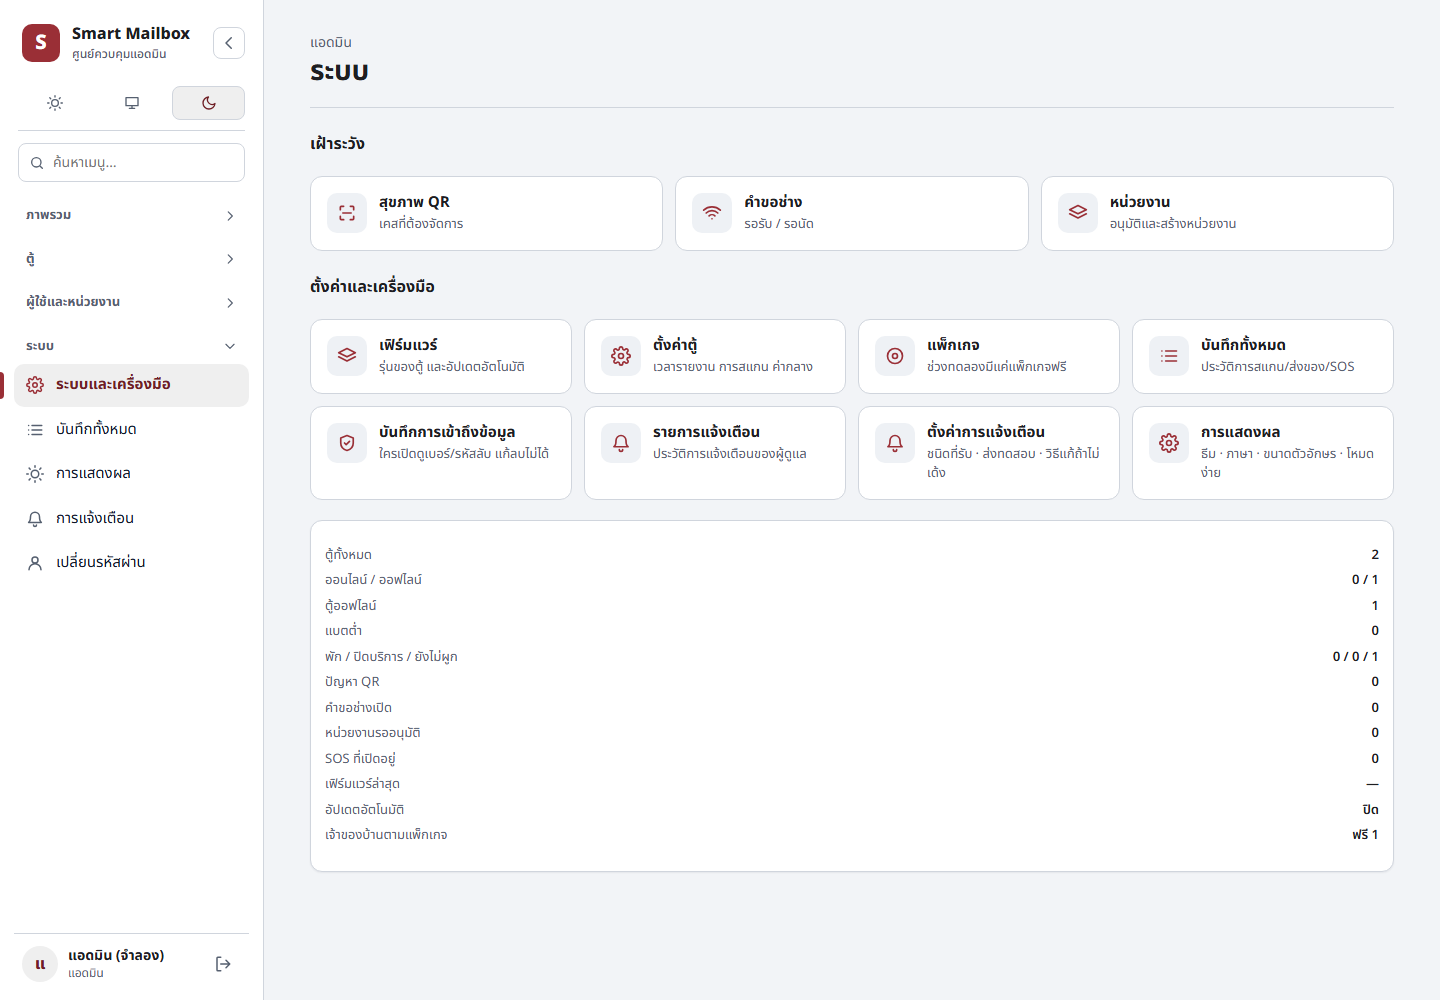 S
Smart Mailbox
ศูนย์ควบคุมแอดมิน
ค้นหาเมนู...
ภาพรวม
ตู้
ผู้ใช้และหน่วยงาน
ระบบ
ระบบและเครื่องมือ
บันทึกทั้งหมด
การแสดงผล
การแจ้งเตือน
เปลี่ยนรหัสผ่าน
แ
แอดมิน (จำลอง)
แอดมิน
แอดมิน
ระบบ
เฝ้าระวัง
สุขภาพ QR
เคสที่ต้องจัดการ
คำขอช่าง
รอรับ / รอนัด
หน่วยงาน
อนุมัติและสร้างหน่วยงาน
ตั้งค่าและเครื่องมือ
เฟิร์มแวร์
รุ่นของตู้ และอัปเดตอัตโนมัติ
ตั้งค่าตู้
เวลารายงาน การสแกน ค่ากลาง
แพ็กเกจ
ช่วงทดลองมีแค่แพ็กเกจฟรี
บันทึกทั้งหมด
ประวัติการสแกน/ส่งของ/SOS
บันทึกการเข้าถึงข้อมูล
ใครเปิดดูเบอร์/รหัสลับ แก้ลบไม่ได้
รายการแจ้งเตือน
ประวัติการแจ้งเตือนของผู้ดูแล
ตั้งค่าการแจ้งเตือน
ชนิดที่รับ · ส่งทดสอบ · วิธีแก้ถ้าไม่
เด้ง
การแสดงผล
ธีม · ภาษา · ขนาดตัวอักษร · โหมด
ง่าย
ตู้ทั้งหมด 2
ออนไลน์ / ออฟไลน์ 0 / 1
ตู้ออฟไลน์ 1
แบตต่ำ 0
พัก / ปิดบริการ / ยังไม่ผูก 0 / 0 / 1
ปัญหา QR 0
คำขอช่างเปิด 0
หน่วยงานรออนุมัติ 0
SOS ที่เปิดอยู่ 0
เฟิร์มแวร์ล่าสุด —
อัปเดตอัตโนมัติ ปิด
เจ้าของบ้านตามแพ็กเกจ ฟรี 1